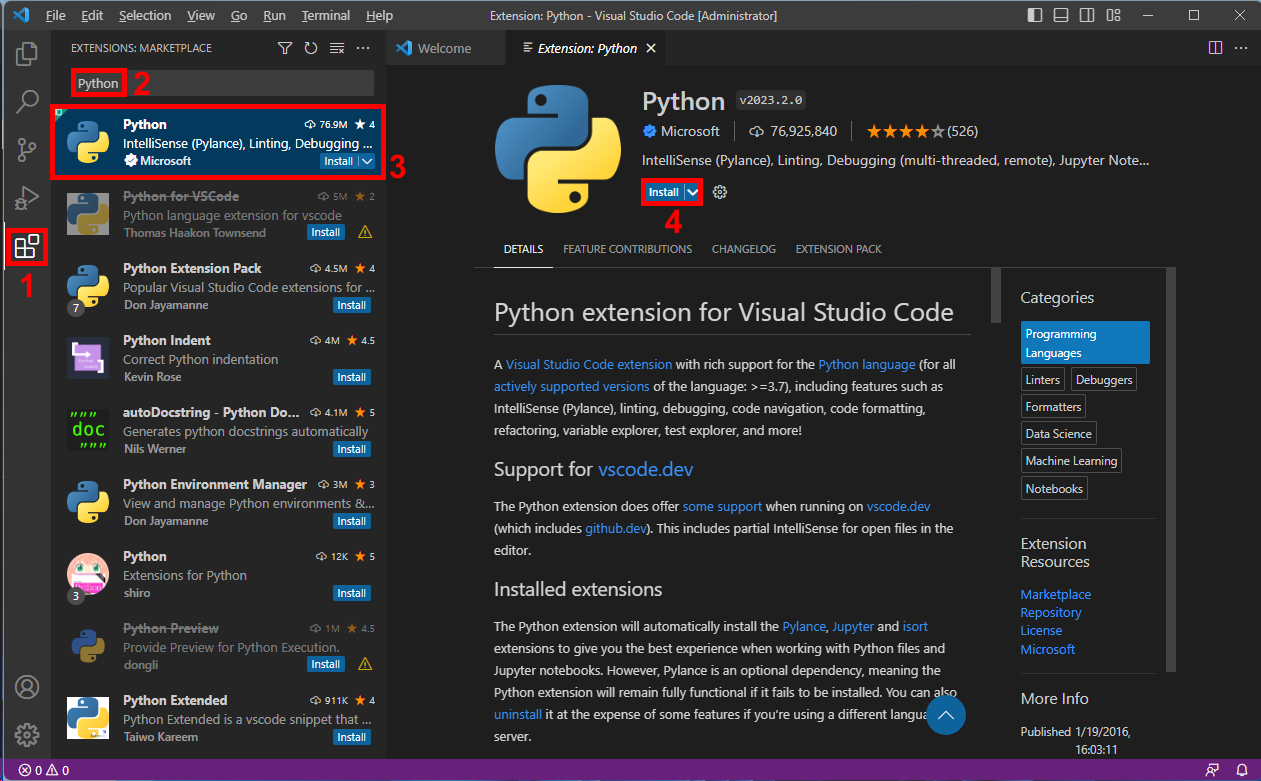 File Edit Selection View Go Run Terminal Help
Extension: Python - Visual Studio Code [Administrator]
EXTENSIONS: MARKETPLACE
Python
2
Python 76.9M ★ 4
IntelliSense (Pylance), Linting, Debugging ...
Microsoft Install
3
Python for VSCode 5M ★ 2
Python language extension for vscode
Thomas Haakon Townsend Install
1
Python Extension Pack 4.5M ★ 4
Popular Visual Studio Code extensions for ...
7
Don Jayamanne Install
Python Indent 4M ★ 4.5
Correct Python indentation
Kevin Rose Install
"""
doc
"""
autoDocstring - Python Do... 4.1M ★ 5
Generates python docstrings automatically
Nils Werner Install
Python Environment Manager 3M ★ 3
View and manage Python environments &...
Don Jayamanne Install
Python 12K ★ 5
Extensions for Python
3
shiro Install
Python Preview 1M ★ 4.5
Provide Preview for Python Execution.
dongli Install
Python Extended 911K ★ 4
Python Extended is a vscode snippet that ...
Taiwo Kareem Install
Welcome
Extension: Python
Python v2023.2.0
Microsoft 76,925,840 (526)
IntelliSense (Pylance), Linting, Debugging (multi-threaded, remote), Jupyter Note...
Install
4
DETAILS FEATURE CONTRIBUTIONS CHANGELOG EXTENSION PACK
Python extension for Visual Studio Code
A Visual Studio Code extension with rich support for the Python language (for all
actively supported versions of the language: >=3.7), including features such as
IntelliSense (Pylance), linting, debugging, code navigation, code formatting,
refactoring, variable explorer, test explorer, and more!
Support for vscode.dev
The Python extension does offer some support when running on vscode.dev
(which includes github.dev). This includes partial IntelliSense for open files in the
editor.
Installed extensions
The Python extension will automatically install the Pylance, Jupyter and isort
extensions to give you the best experience when working with Python files and
Jupyter notebooks. However, Pylance is an optional dependency, meaning the
Python extension will remain fully functional if it fails to be installed. You can also
uninstall it at the expense of some features if you're using a different langua
server.
Categories
Programming
Languages
Linters Debuggers
Formatters
Data Science
Machine Learning
Notebooks
Extension
Resources
Marketplace
Repository
License
Microsoft
More Info
Published 1/19/2016,
16:03:11
0 0